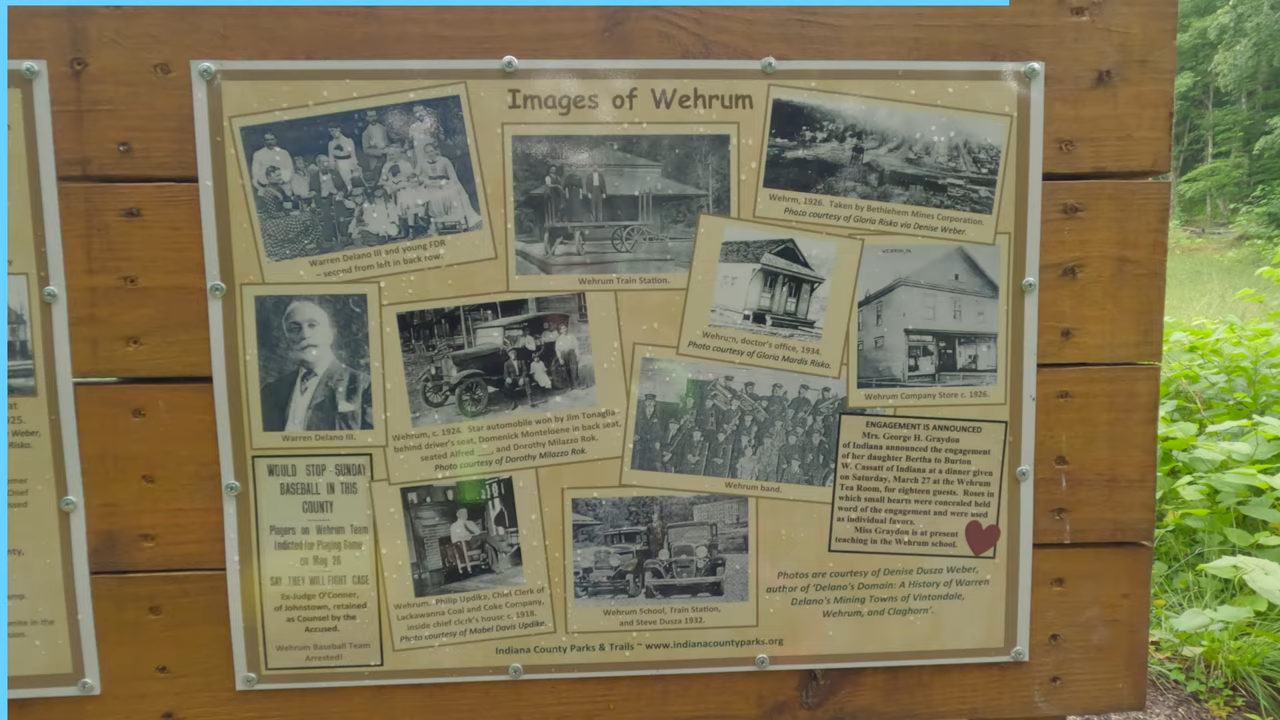 Images of Wehrum
Warren Delano III and young FDR
– second from left in back row.
Wehrum Train Station.
Wehrm, 1926. Taken by Bethlehem Mines Corporation.
Photo courtesy of Gloria Riska via Denise Weber.
Wehrum, doctor's office, 1934.
Photo courtesy of Gloria Mardis Risko.
Wehrum Company Store c. 1926.
Warren Delano III.
Wehrum, c. 1924. Star automobile won by Jim Tonaglia
behind driver's seat, Domenick Monteloene in back seat,
seated Alfred ___, and Dorothy Milazzo Rok.
Photo courtesy of Dorothy Milazzo Rok.
Wehrum band.
ENGAGEMENT IS ANNOUNCED
Mrs. George H. Graydon
of Indiana announced the engagement
of her daughter Bertha to Burton
W. Cassatt of Indiana at a dinner given
on Saturday, March 27 at the Wehrum
Tea Room, for eighteen guests. Roses in
which small hearts were concealed held
word of the engagement and were used
as individual favors.
Miss Graydon is at present
teaching in the Wehrum school.
WOULD STOP SUNDAY
BASEBALL IN THIS
COUNTY
Players on Wehrum Team
Indicted for Playing Game
on May 26
SAY THEY WILL FIGHT CASE
Ex-Judge O'Conner,
of Johnstown, retained
as Counsel by the
Accused.
Wehrum Baseball Team
Arrested!
Wehrum. Philip Updike, Chief Clerk of
Lackawanna Coal and Coke Company,
inside chief clerk's house c. 1918.
Photo courtesy of Mabel Davis Updike.
Wehrum School, Train Station,
and Steve Dusza 1932.
Photos are courtesy of Denise Dusza Weber,
author of 'Delano's Domain: A History of Warren
Delano's Mining Towns of Vintondale,
Wehrum, and Claghorn'.
Indiana County Parks & Trails ~ www.indianacountyparks.org